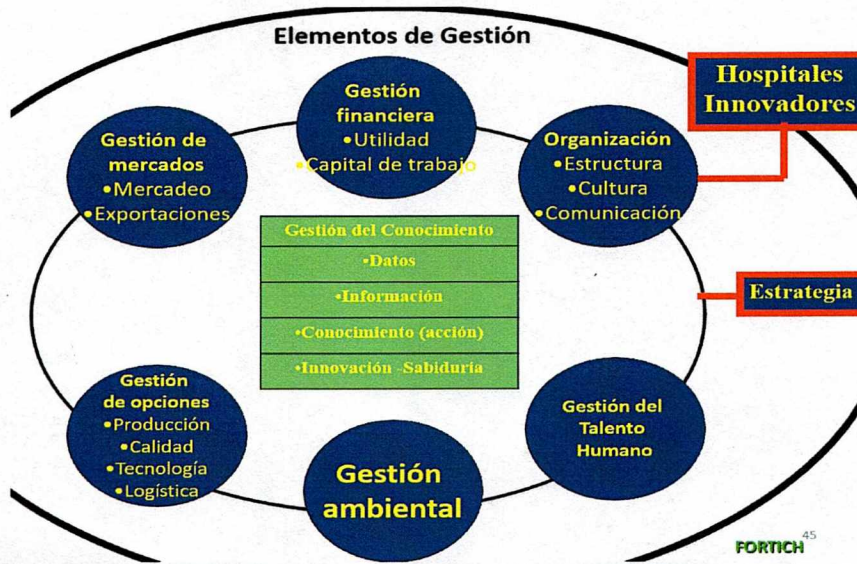 Elementos de Gestión
Hospitales
Innovadores
Gestión
financiera
•Utilidad
•Capital de trabajo
Gestión de
mercados
•Mercadeo
•Exportaciones
Organización
•Estructura
•Cultura
•Comunicación
Gestión del Conocimiento
•Datos
•Información
•Conocimiento (acción)
•Innovación -Sabiduría
Estrategia
Gestión
de opciones
•Producción
•Calidad
•Tecnología
•Logística
Gestión
ambiental
Gestión del
Talento
Humano
FORTICH
45